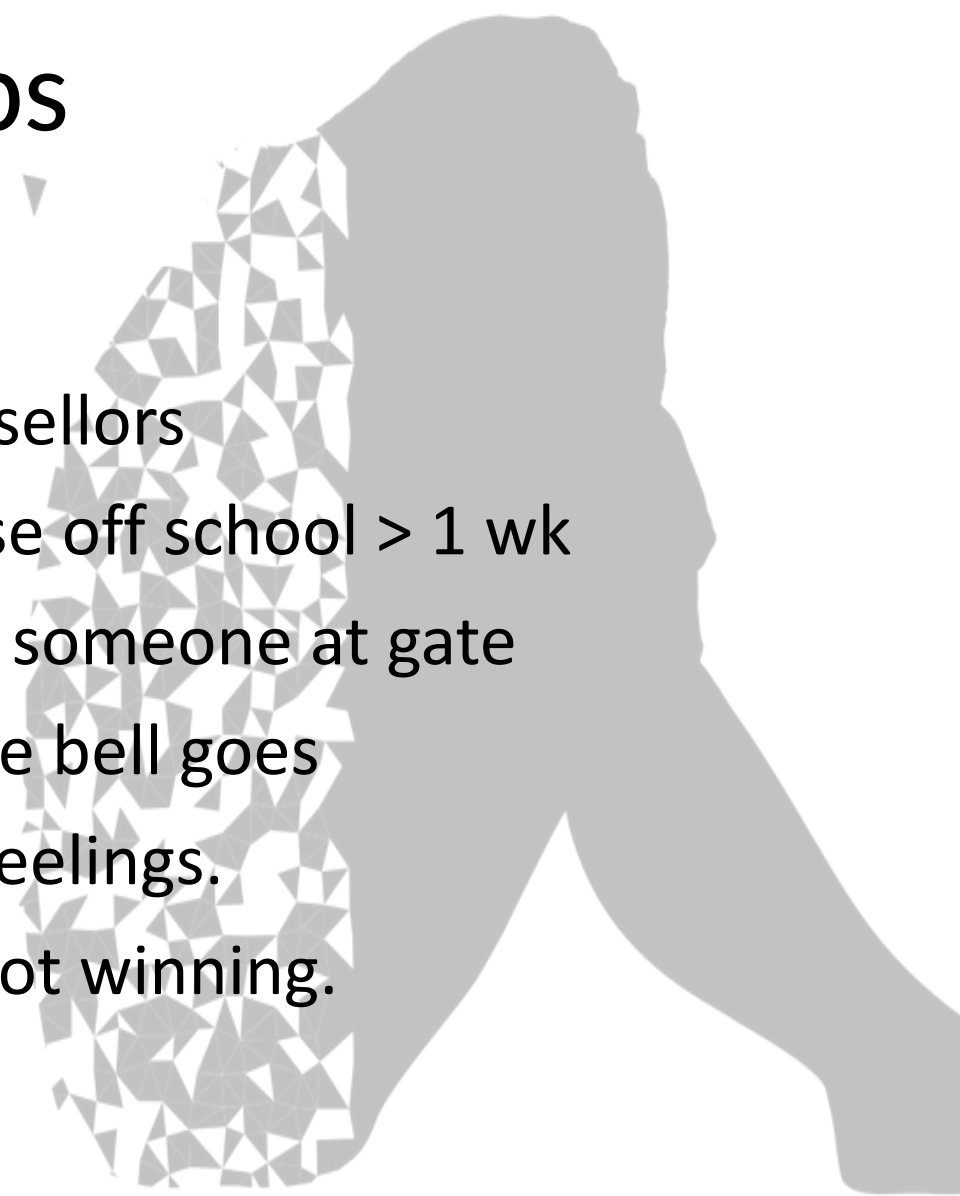 os
sellors
se off school > 1 wk
someone at gate
e bell goes
eelings.
ot winning.